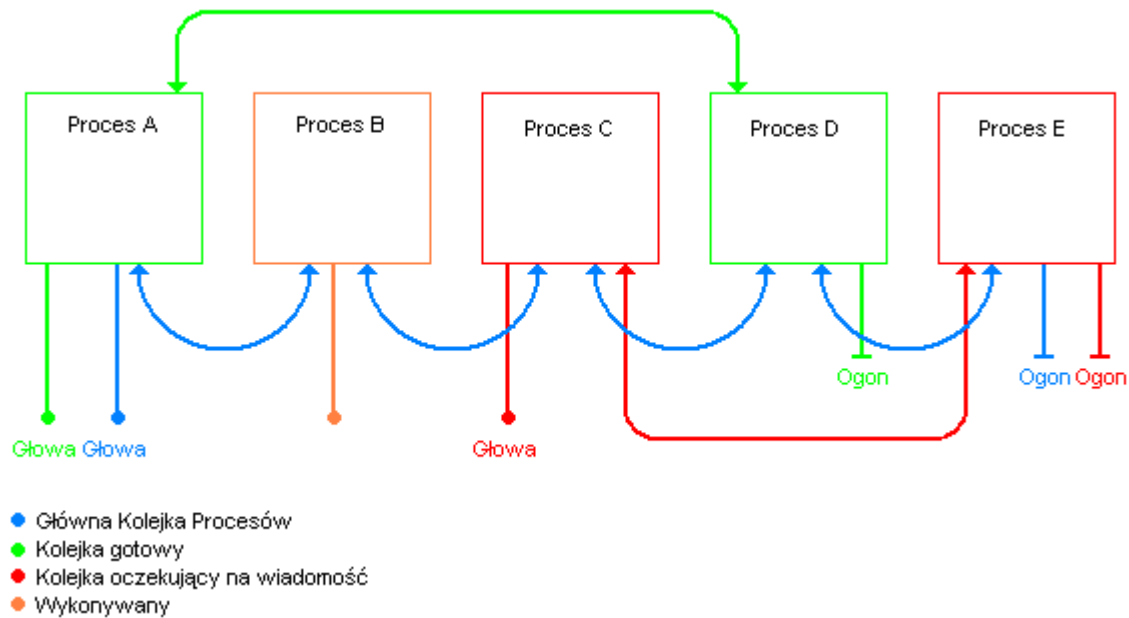 Proces A
Proces B
Proces C
Proces D
Proces E
Ogon
Ogon
Ogon
Głowa
Głowa
Głowa
Główna Kolejka Procesów
Kolejka gotowy
Kolejka oczekujący na wiadomość
Wykonywany